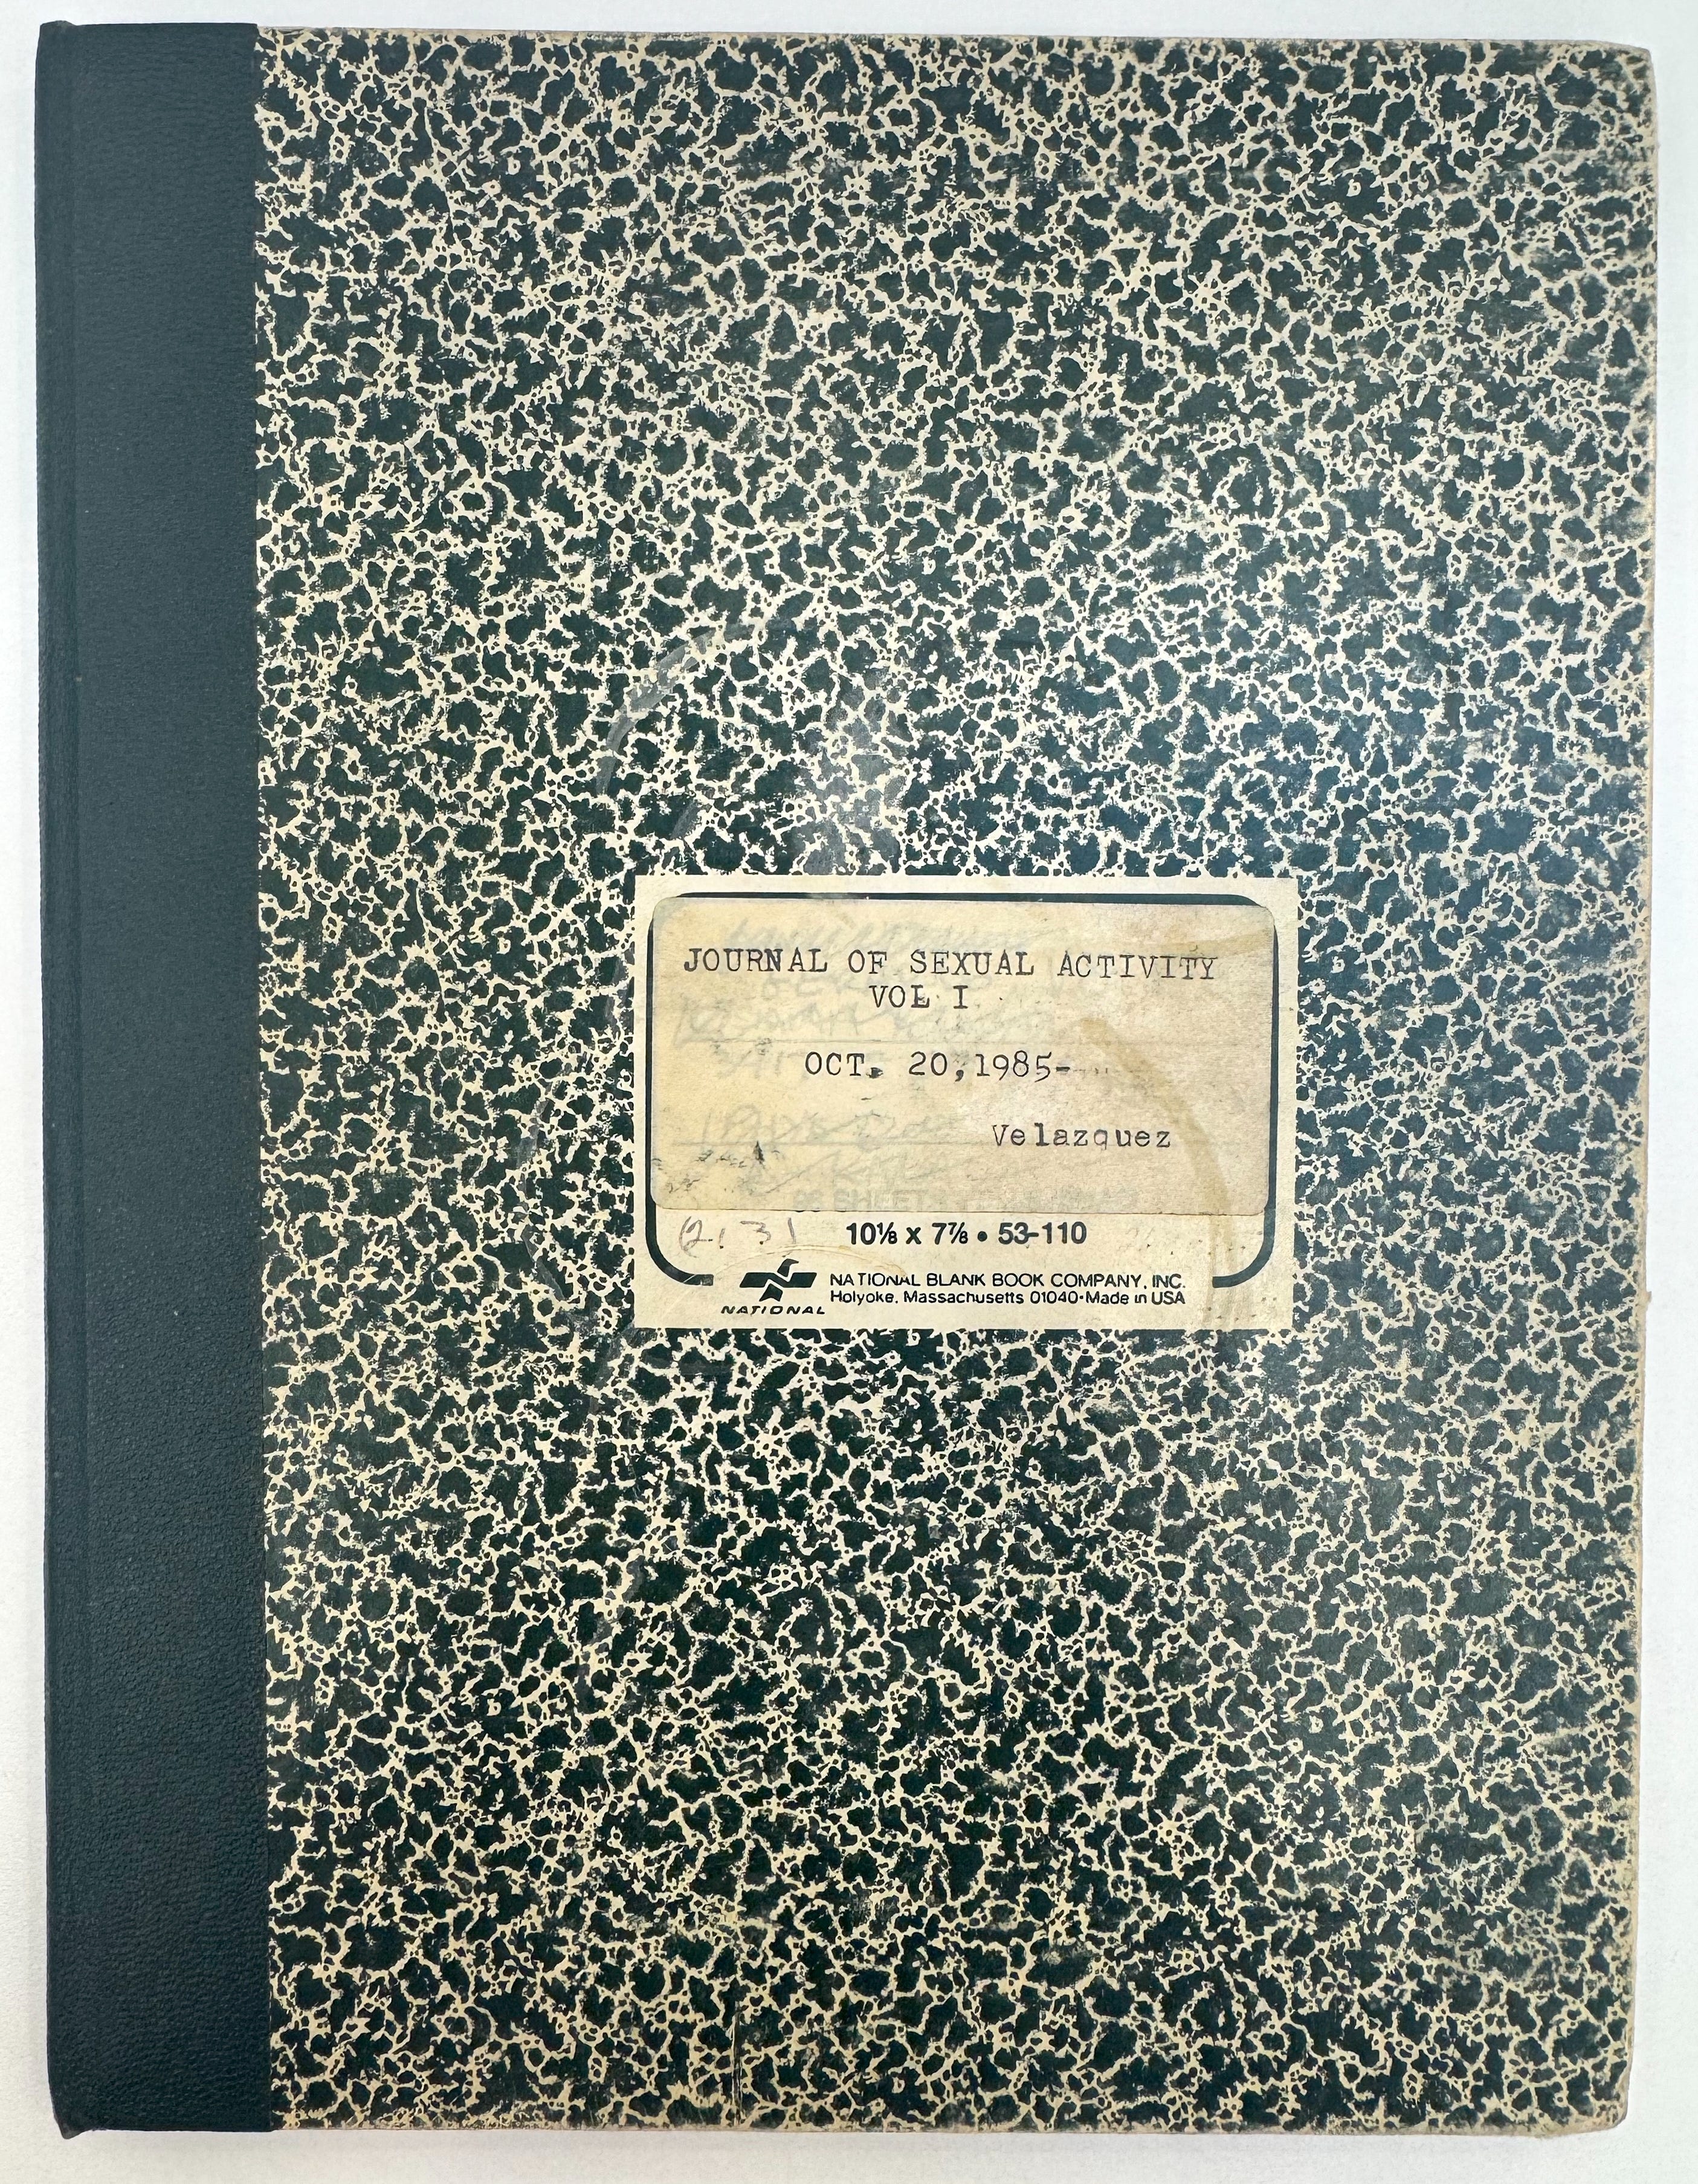 JOURNAL OF SEXUAL ACTIVITY
VOL I
OCT. 20,1985-
Velazquez
10⅛ x 7⅞ • 53-110
NATIONAL
NATIONAL BLANK BOOK COMPANY, INC.
Holyoke, Massachusetts 01040•Made in USA